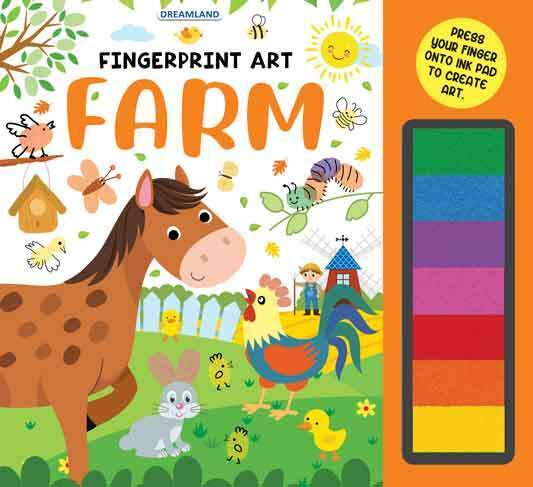 DREAMLAND
FINGERPRINT ART
FARM
PRESS
YOUR FINGER
ONTO INK PAD
TO CREATE
ART.